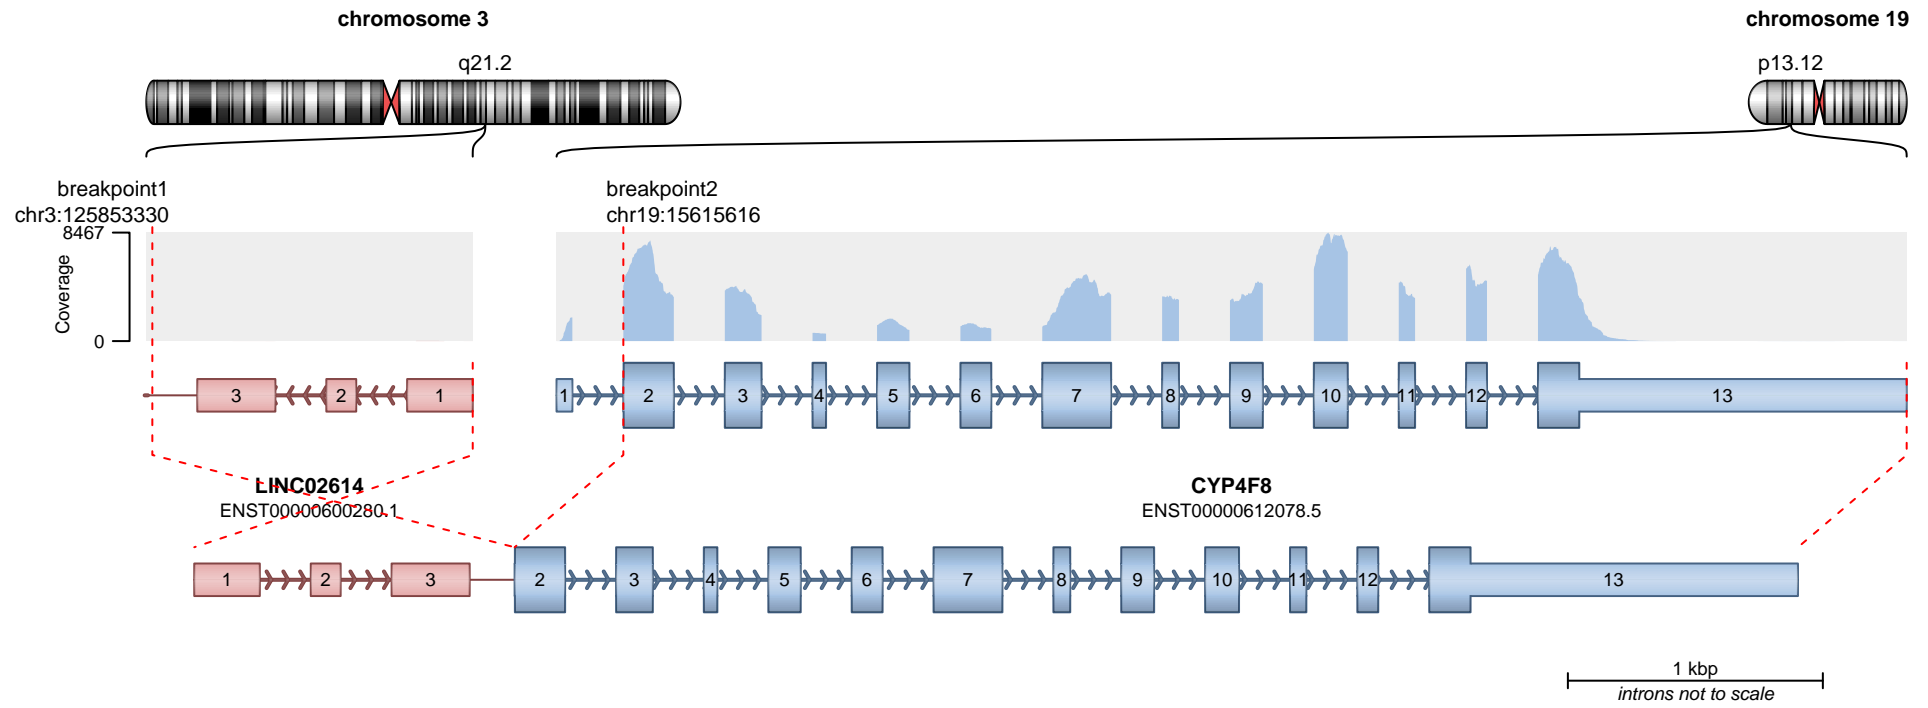 chromosome 3
chromosome 19
q21.2
p13.12
breakpoint1
chr3:125853330
breakpoint2
chr19:15615616
8467
Coverage
0
3 2 1
1 2 3 4 5 6 7 8 9 10 11 12 13
LINC02614
ENST00000600280.1
CYP4F8
ENST00000612078.5
1 2 3 2 3 4 5 6 7 8 9 10 11 12 13
1 kbp
introns not to scale